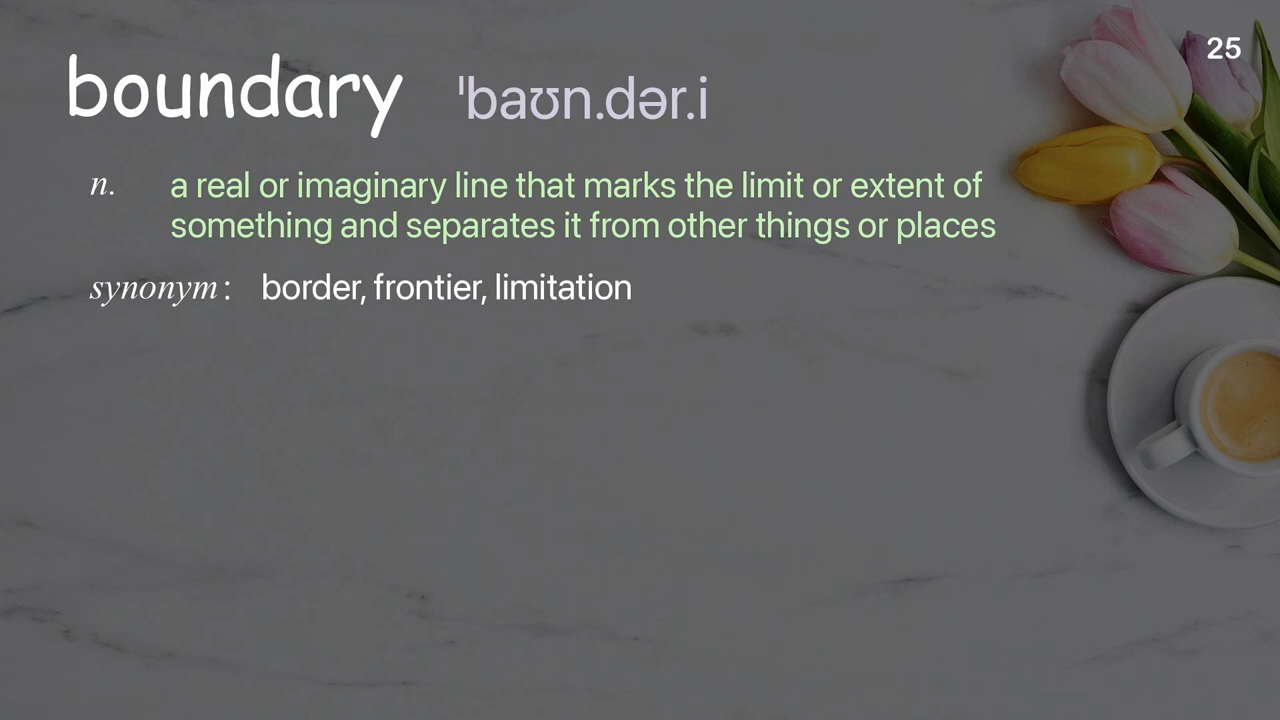 25
boundary ˈbaʊn.dər.i
n. a real or imaginary line that marks the limit or extent of
something and separates it from other things or places
synonym: border, frontier, limitation